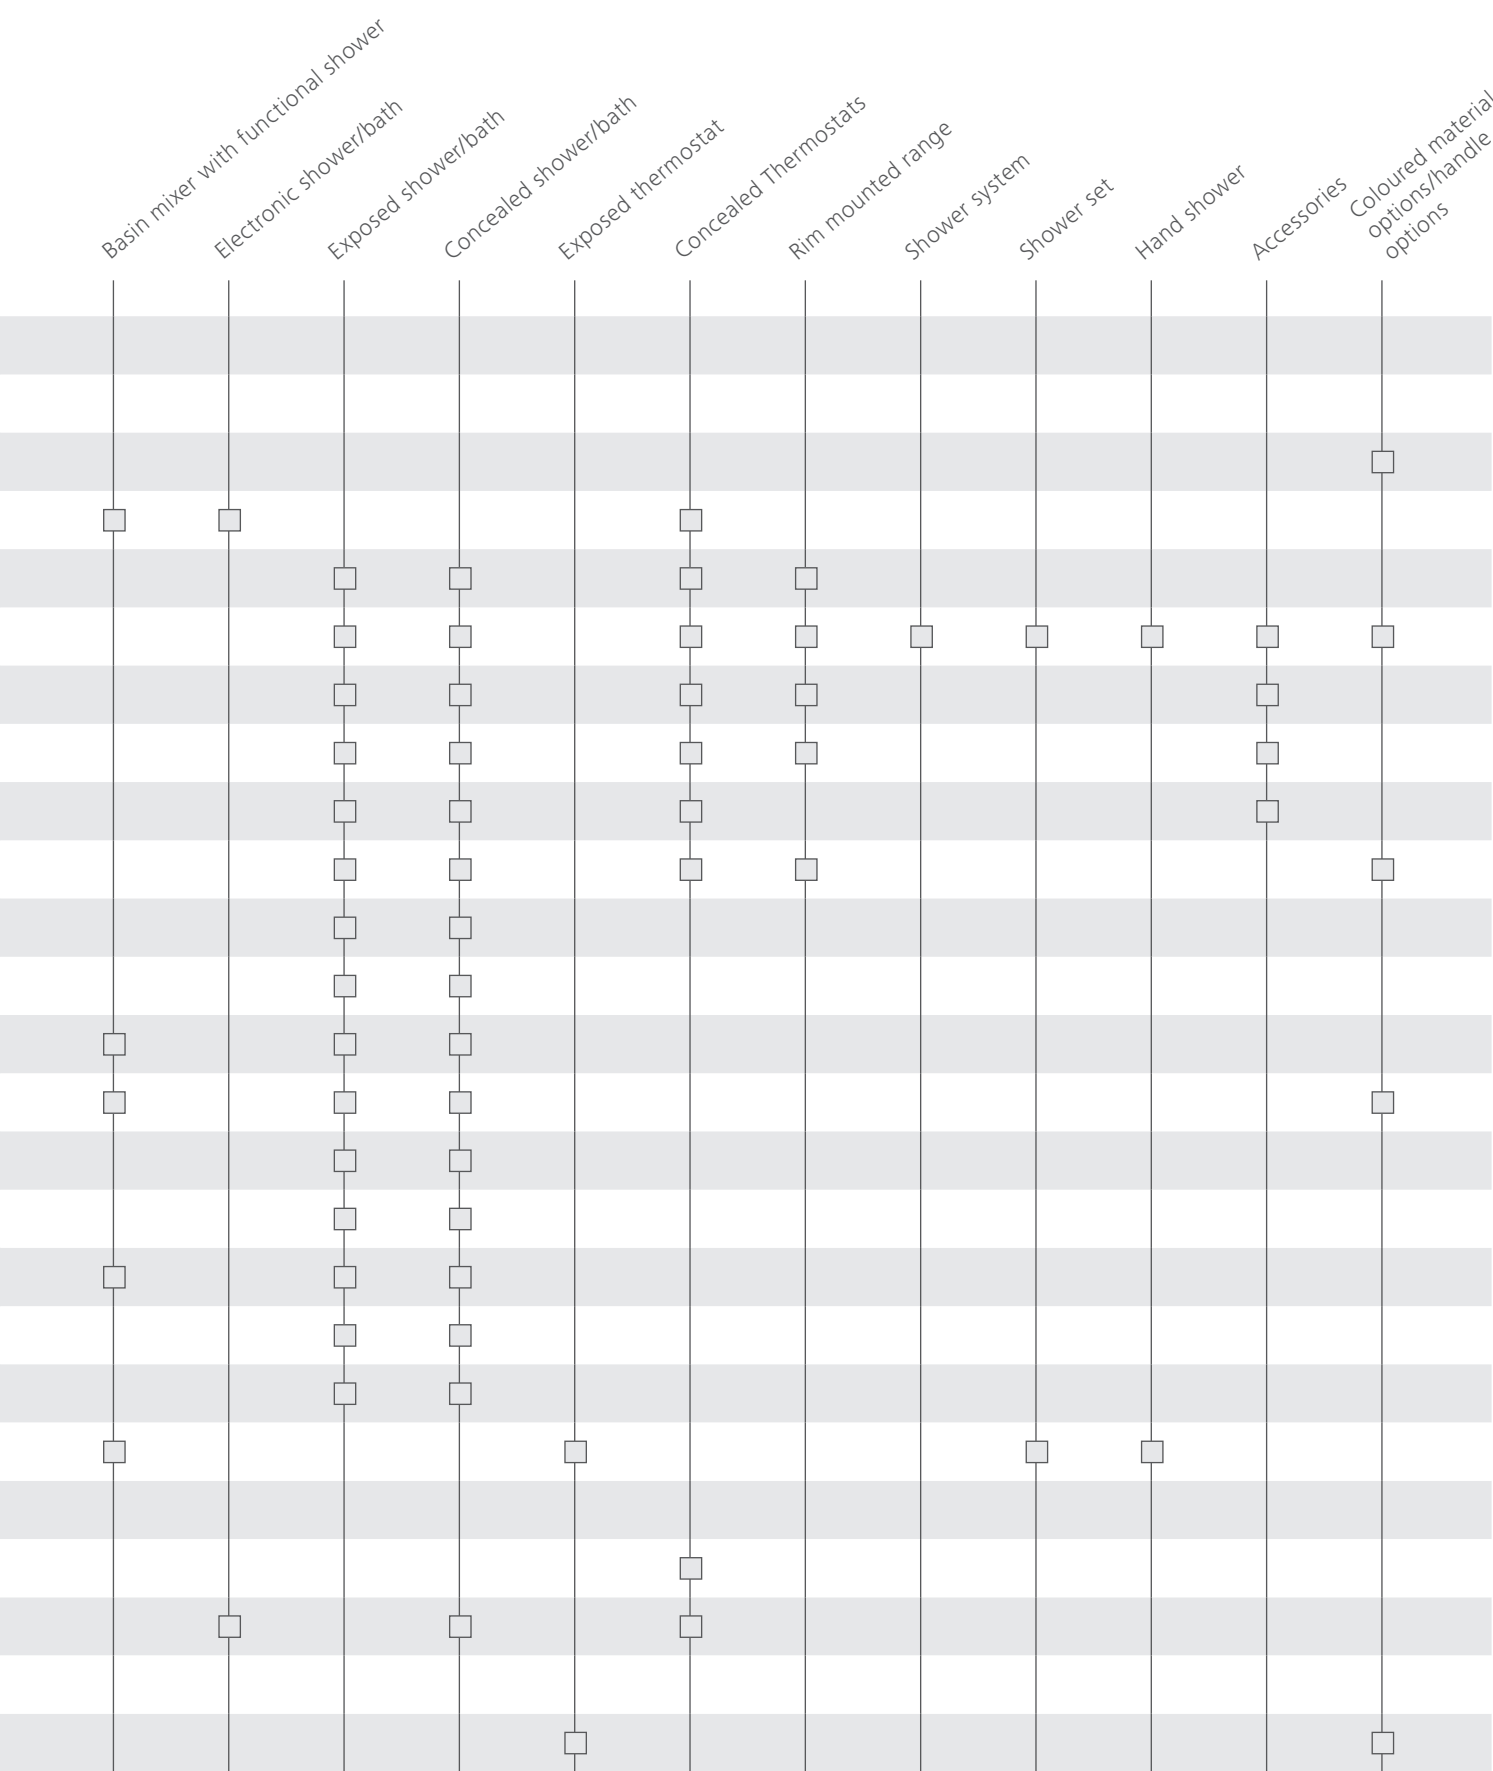 Basin mixer with functional shower
Electronic shower/bath
Exposed shower/bath
Concealed shower/bath
Exposed thermostat
Concealed Thermostats
Rim mounted range
Shower system
Shower set
Hand shower
Accessories
Coloured material
options/handle
options